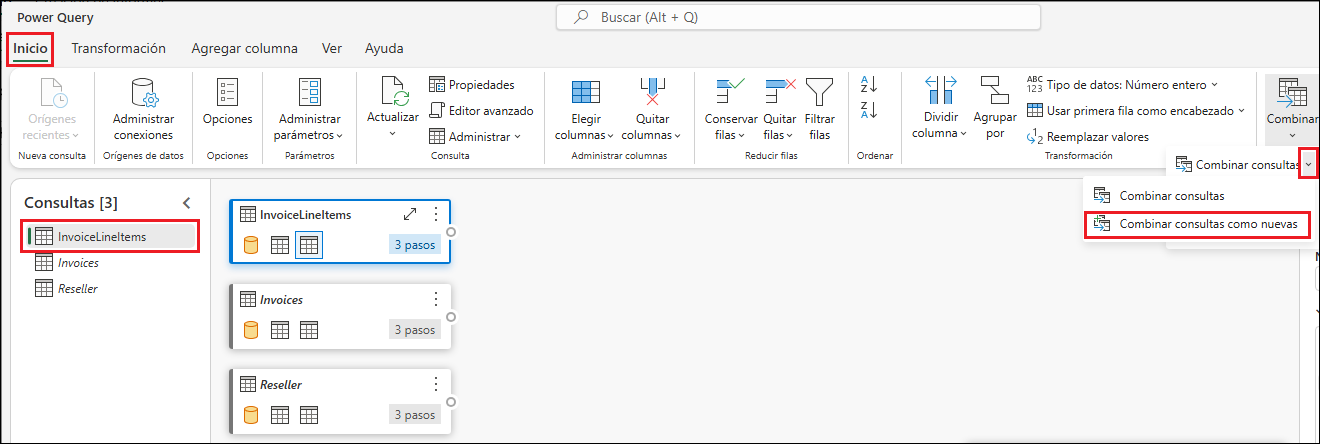 Power Query
Buscar (Alt + Q)
Inicio
Transformación
Agregar columna
Ver
Ayuda
Orígenes
recientes
Nueva consulta
Administrar
conexiones
Orígenes de datos
Opciones
Opciones
Administrar
parámetros
Parámetros
Actualizar
Propiedades
Editor avanzado
Administrar
Consulta
Elegir
columnas
Quitar
columnas
Administrar columnas
Conservar
filas
Quitar
filas
Filtrar
filas
Reducir filas
A
Z
Z
A
Ordenar
Dividir
columna
Agrupar
por
ABC
123
Tipo de datos: Número entero
Usar primera fila como encabezado
1
2
Reemplazar valores
Transformación
Combinar
Combinar consultas
Combinar consultas
Combinar consultas como nuevas
Consultas [3]
InvoiceLineItems
Invoices
Reseller
InvoiceLineItems
3 pasos
Invoices
3 pasos
Reseller
3 pasos